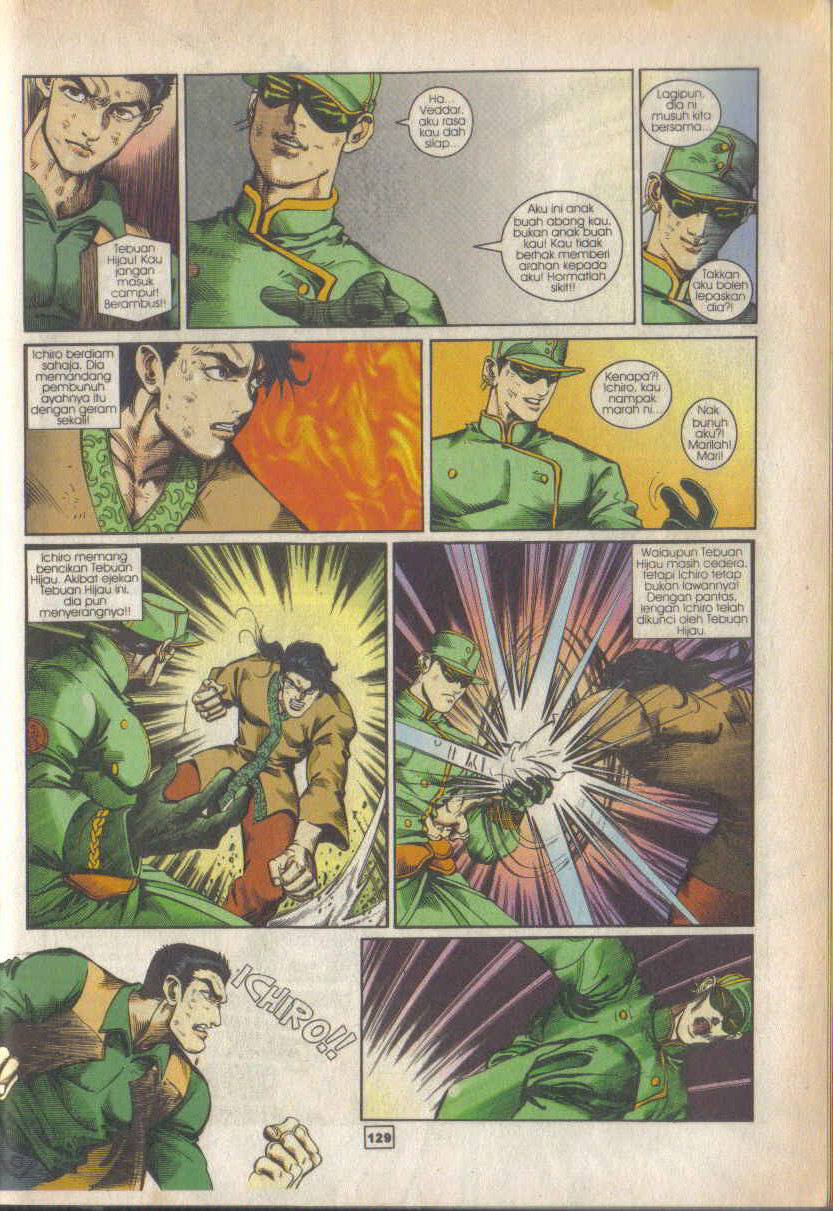 Tebuan
Hijau! Kau
jangan
masuk
campur!
Berambus!!
Ha...
Veddar,
aku rasa
kau dah
silap...
Aku ini anak
buah abang kau,
bukan anak buah
kau! Kau tidak
berhak memberi
arahan kepada
aku! Hormatlah
sikit!!
Lagipun,
dia ni
musuh kita
bersama...
Takkan
aku boleh
lepaskan
dia?!
Ichiro berdiam
sahaja. Dia
memandang
pembunuh
ayahnya itu
dengan geram
sekali!
Kenapa?!
Ichiro, kau
nampak
marah ni...
Nak
bunuh
aku?!
Marilah!
Mari!
Ichiro memang
bencikan Tebuan
Hijau. Akibat ejekan
Tebuan Hijau ini,
dia pun
menyerangnya!!
Walaupun Tebuan
Hijau masih cedera,
tetapi Ichiro tetap
bukan lawannya!
Dengan pantas,
lengan Ichiro telah
dikunci oleh Tebuan
Hijau.
ICHIRO!!
129